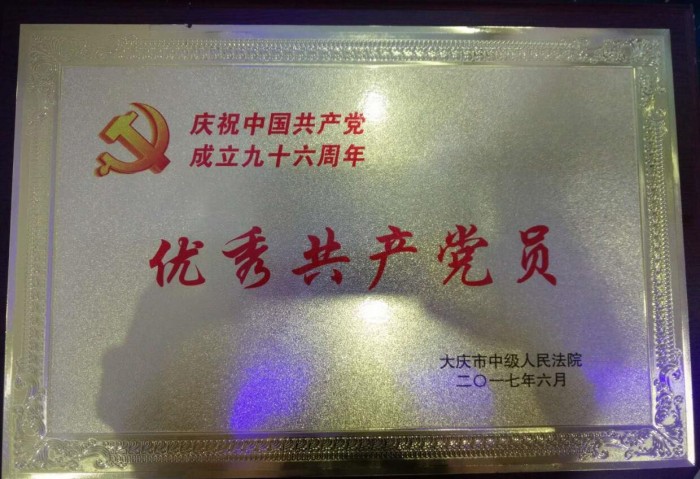 庆祝中国共产党
成立九十六周年
优秀共产党员
大庆市中级人民法院
二〇一七年六月